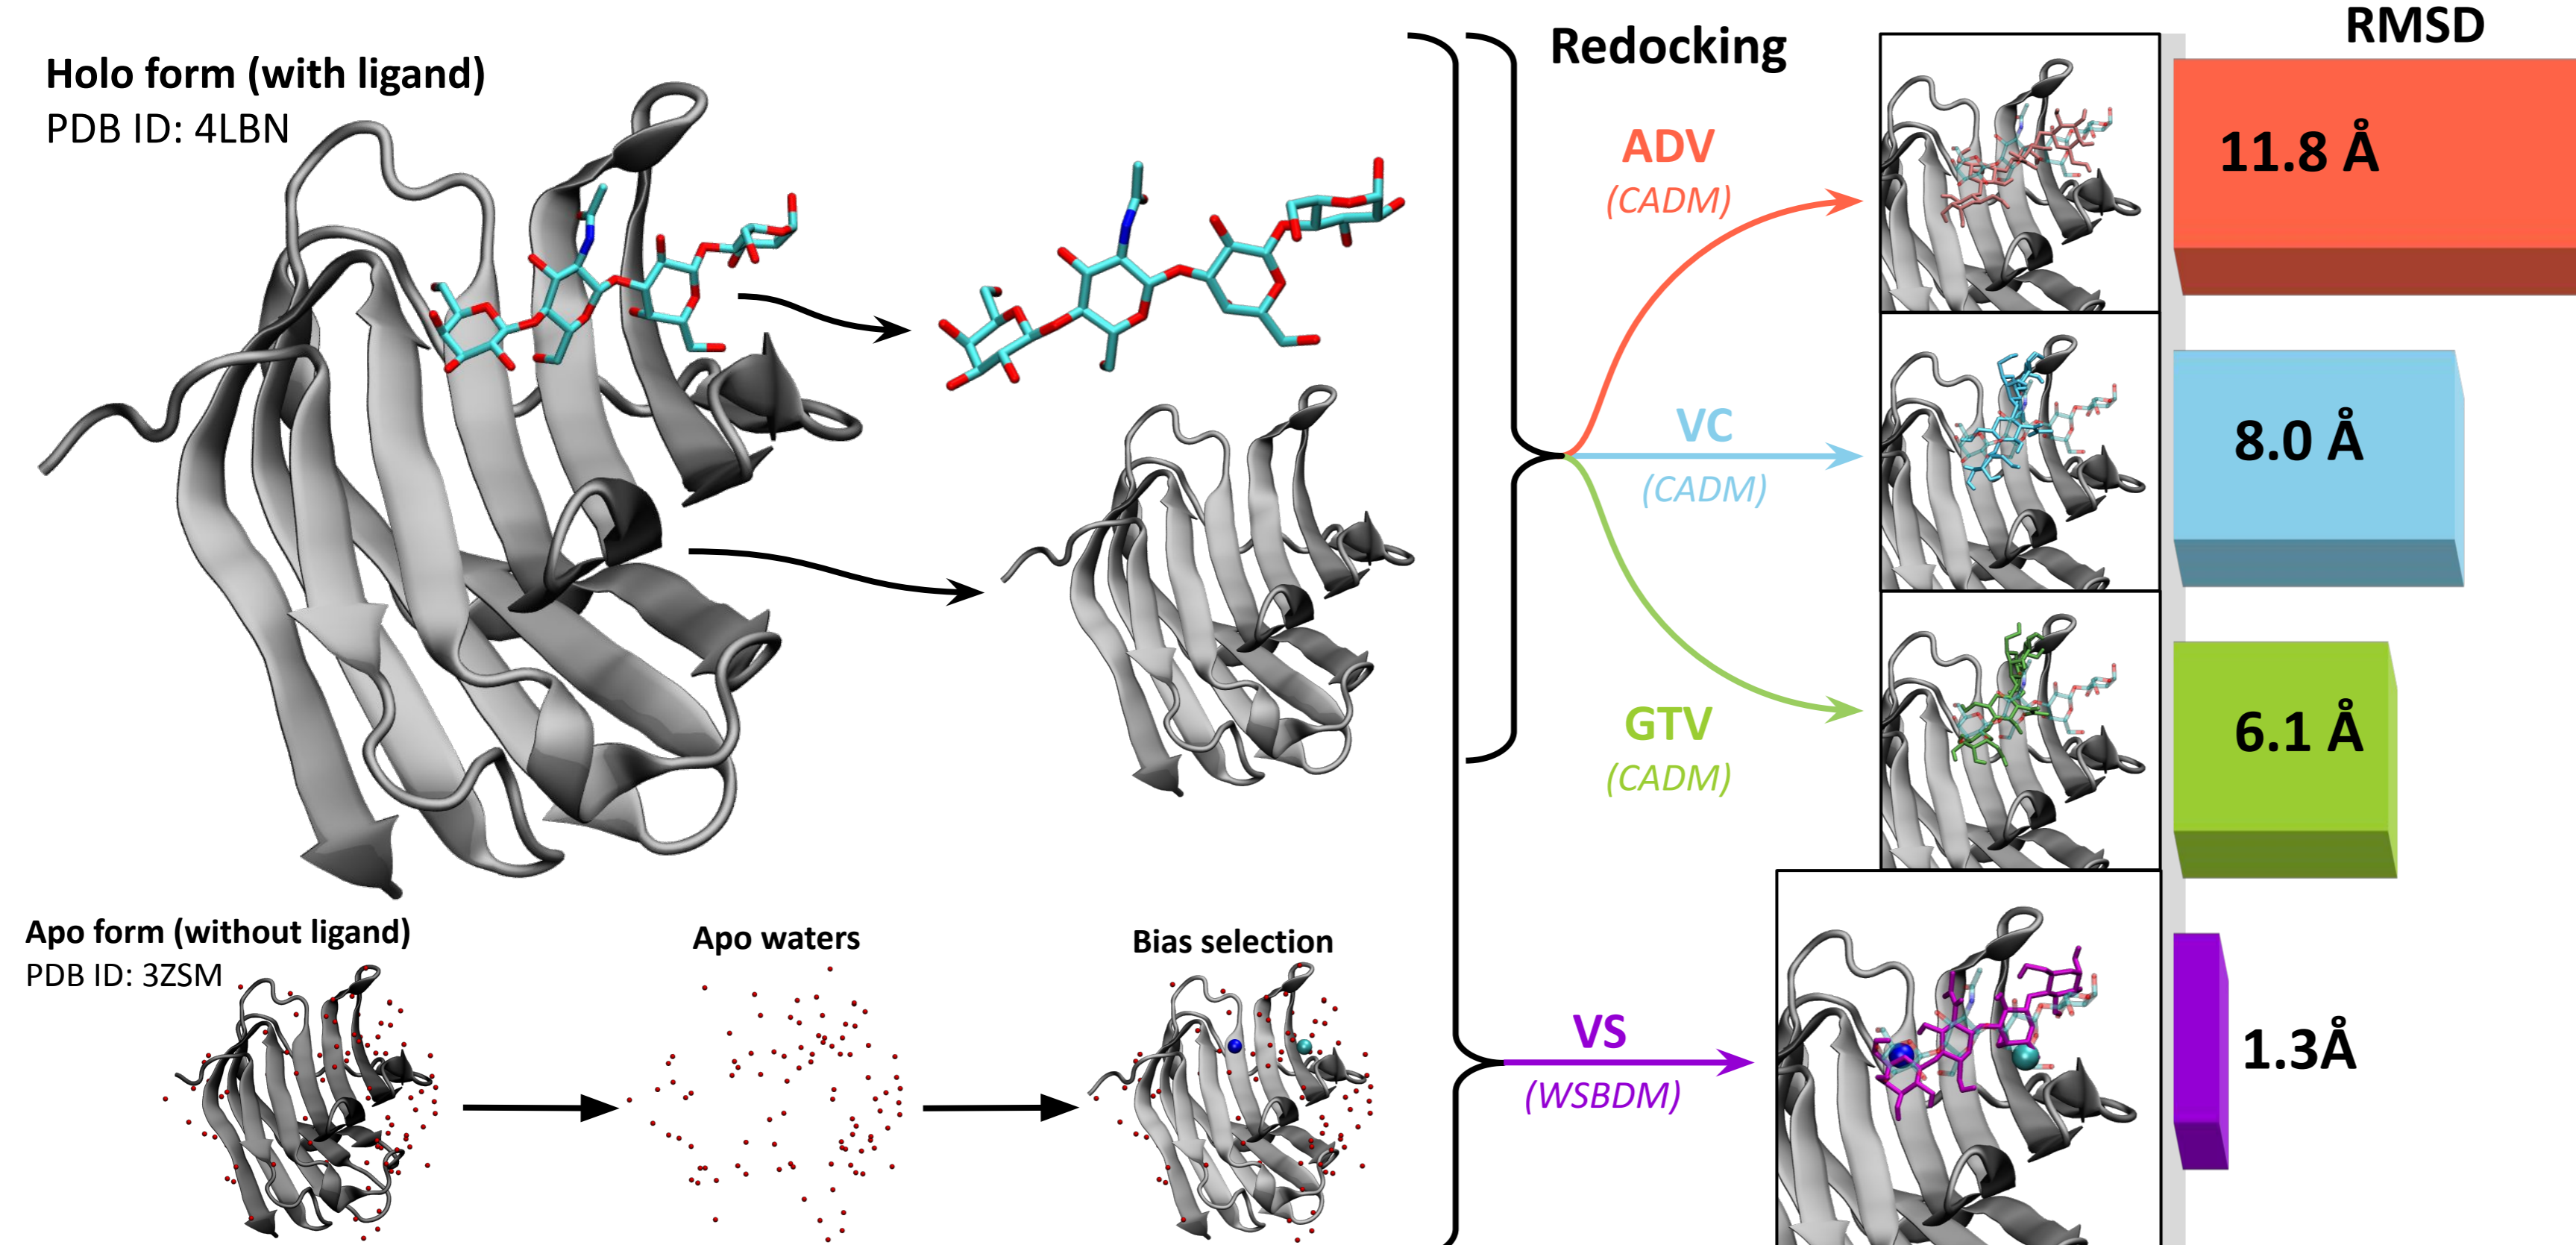 Holo form (with ligand)
PDB ID: 4LBN
Redocking
RMSD
ADV
(CADM)
11.8 Å
VC
(CADM)
8.0 Å
GTV
(CADM)
6.1 Å
Apo form (without ligand)
PDB ID: 3ZSM
Apo waters
Bias selection
VS
(WSBDM)
1.3Å